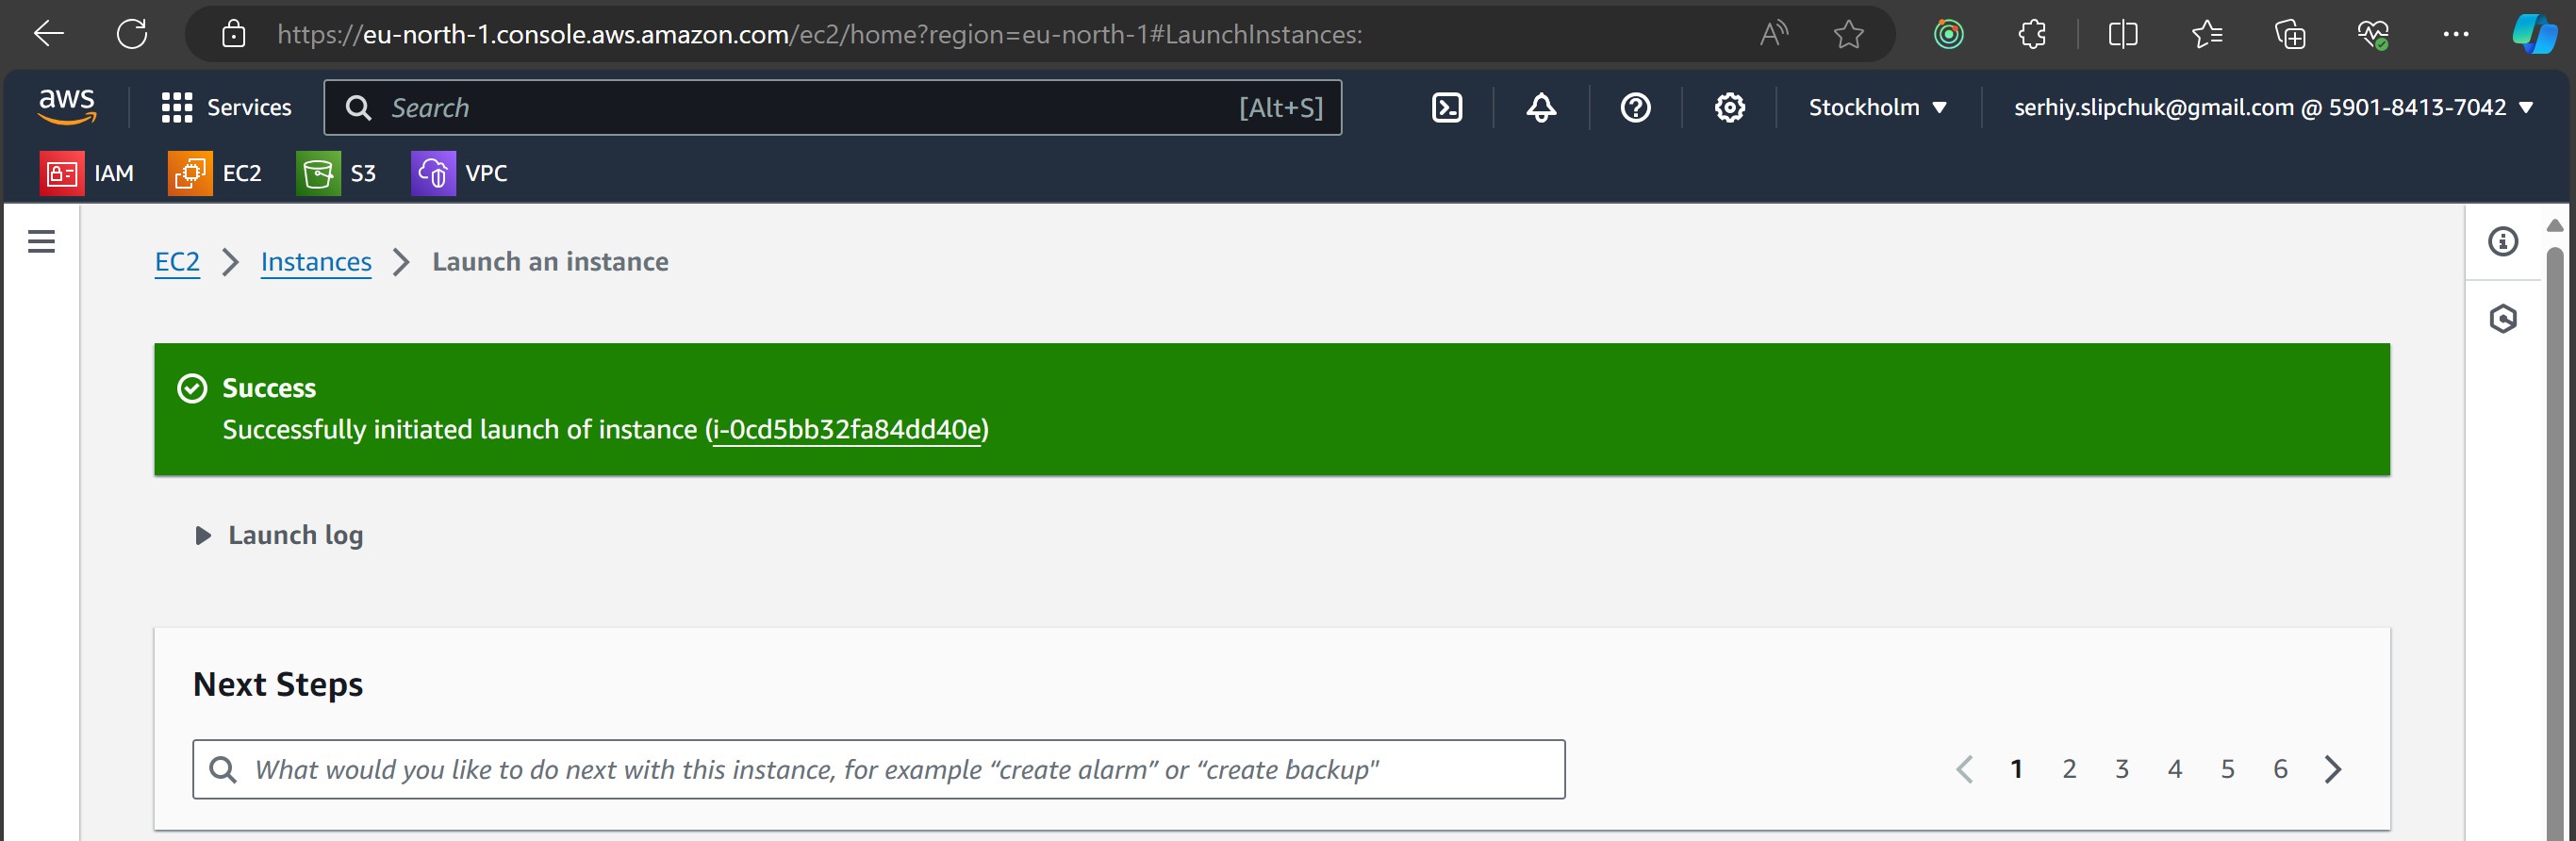 https://eu-north-1.console.aws.amazon.com/ec2/home?region=eu-north-1#LaunchInstances:
aws
Services
Search
[Alt+S]
Stockholm
serhiy.slipchuk@gmail.com @ 5901-8413-7042
IAM
EC2
S3
VPC
EC2
Instances
Launch an instance
Success
Successfully initiated launch of instance (i-0cd5bb32fa84dd40e)
Launch log
Next Steps
What would you like to do next with this instance, for example “create alarm” or “create backup"
1 2 3 4 5 6